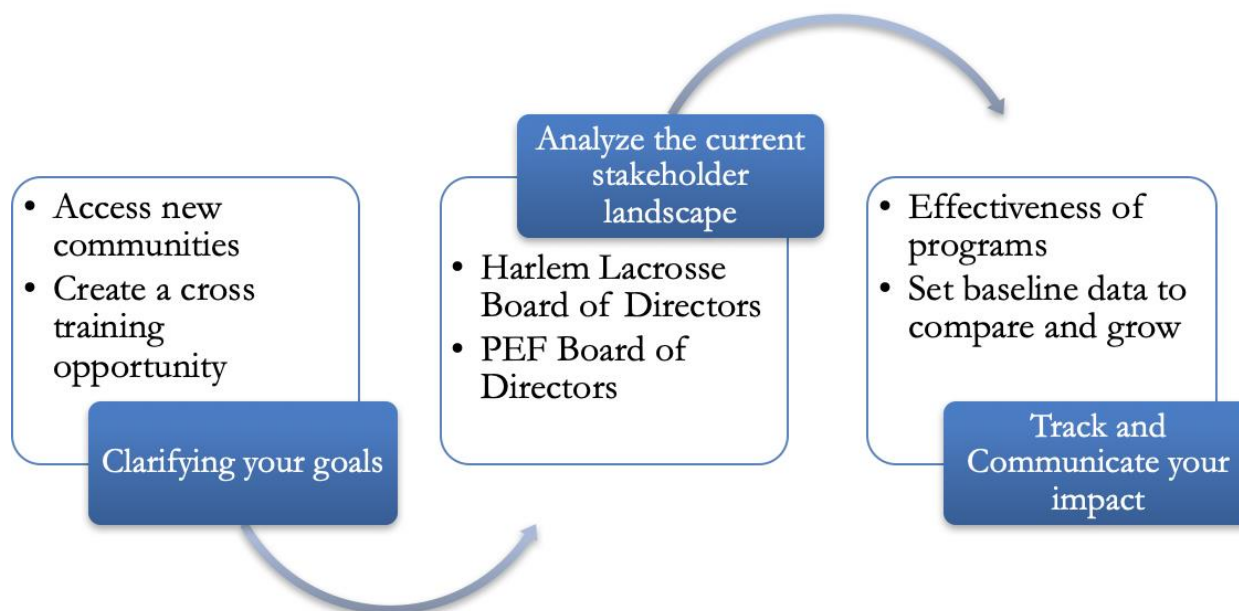 • Access new
communities
• Create a cross
training
opportunity
Clarifying your goals
Analyze the current
stakeholder
landscape
• Harlem Lacrosse
Board of Directors
• PEF Board of
Directors
• Effectiveness of
programs
• Set baseline data to
compare and grow
Track and
Communicate your
impact